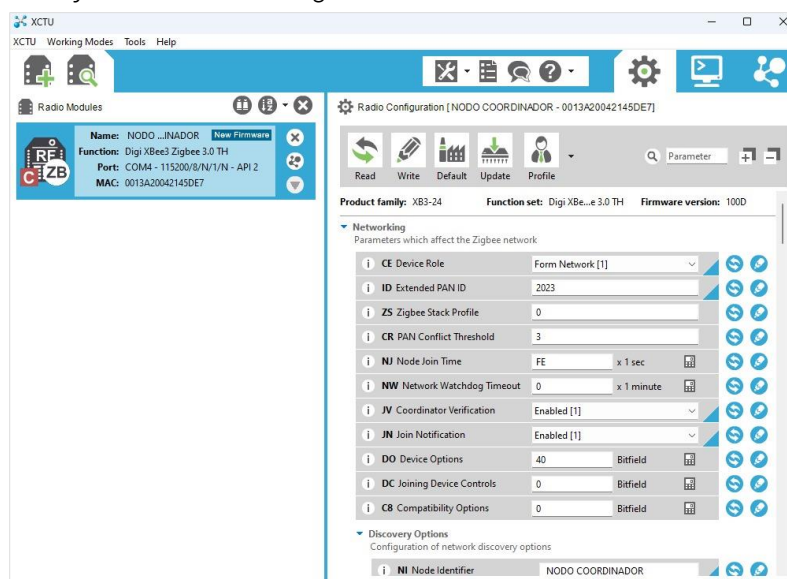 XCTU
XCTU Working Modes Tools Help
Radio Modules
Name: NODO ...INADOR New Firmware
Function: Digi XBee3 Zigbee 3.0 TH
Port: COM4 - 115200/8/N/1/N - API 2
MAC: 0013A20042145DE7
RF
C ZB
Radio Configuration [ NODO COORDINADOR - 0013A20042145DE7]
Read Write Default Update Profile
Parameter
Product family: XB3-24 Function set: Digi XBe...e 3.0 TH Firmware version: 100D
Networking
Parameters which affect the Zigbee network
i CE Device Role Form Network [1]
i ID Extended PAN ID 2023
i ZS Zigbee Stack Profile 0
i CR PAN Conflict Threshold 3
i NJ Node Join Time FE x 1 sec
i NW Network Watchdog Timeout 0 x 1 minute
i JV Coordinator Verification Enabled [1]
i JN Join Notification Enabled [1]
i DO Device Options 40 Bitfield
i DC Joining Device Controls 0 Bitfield
i C8 Compatibility Options 0 Bitfield
Discovery Options
Configuration of network discovery options
i NI Node Identifier NODO COORDINADOR